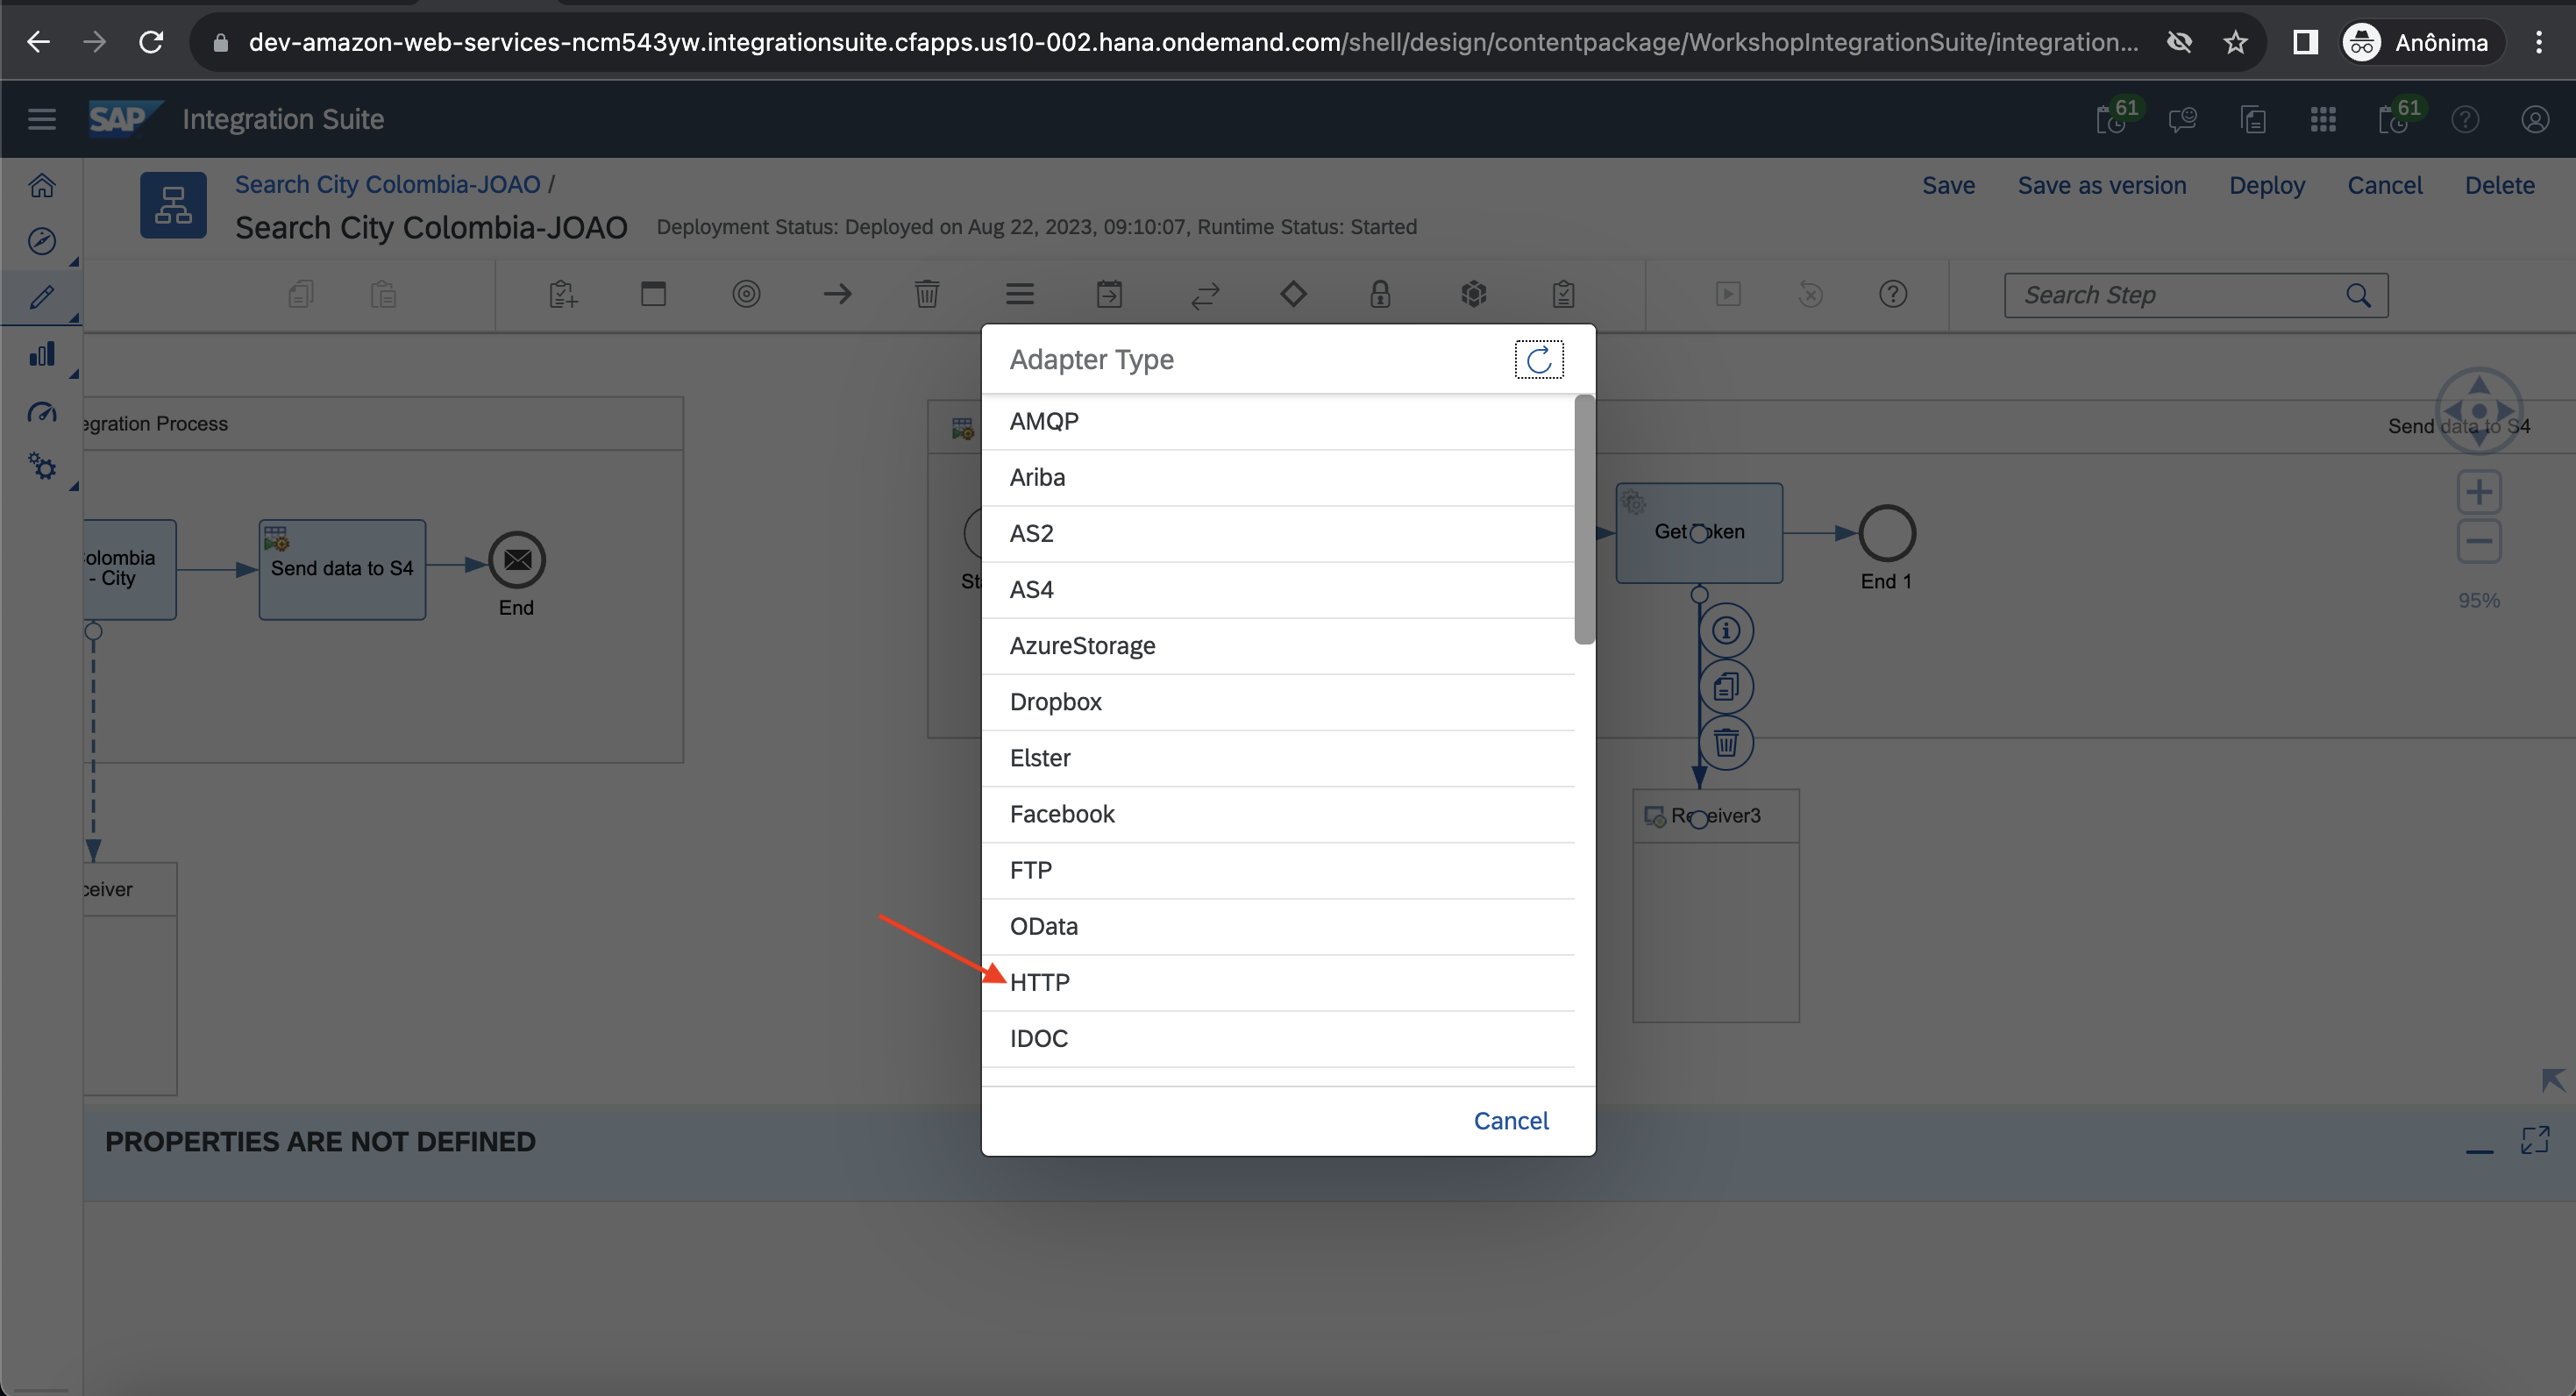 dev-amazon-web-services-ncm543yw.integrationsuite.cfapps.us10-002.hana.ondemand.com/shell/design/contentpackage/WorkshopIntegrationSuite/integration...
Anônima
SAP Integration Suite
61
61
Search City Colombia-JOAO /
Save
Save as version
Deploy
Cancel
Delete
Search City Colombia-JOAO
Deployment Status: Deployed on Aug 22, 2023, 09:10:07, Runtime Status: Started
Search Step
Adapter Type
AMQP
Ariba
AS2
AS4
AzureStorage
Dropbox
Elster
Facebook
FTP
OData
HTTP
IDOC
Cancel
egration Process
olombia
- City
Send data to S4
End
ceiver
St
Send data to S4
End 1
95%
PROPERTIES ARE NOT DEFINED